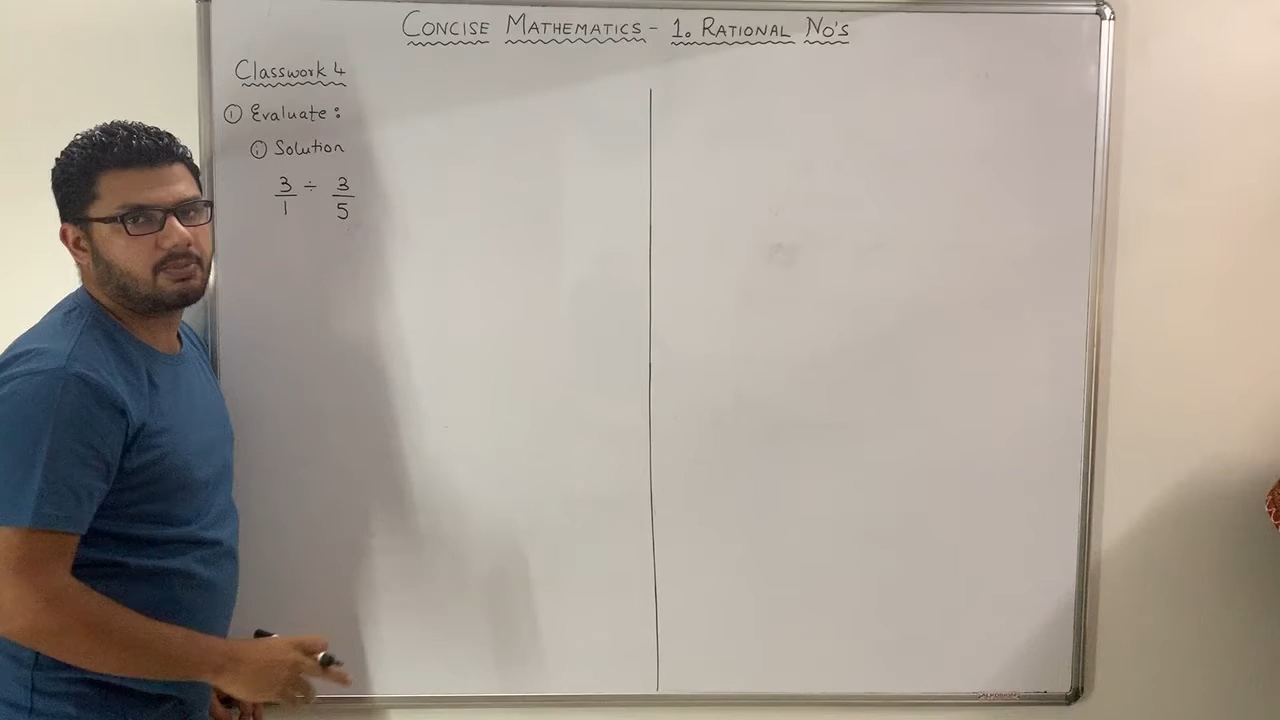 CONCISE MATHEMATICS - 1. RATIONAL NO'S
Classwork 4
① Evaluate:
ⓘ Solution
3/1 ÷ 3/5